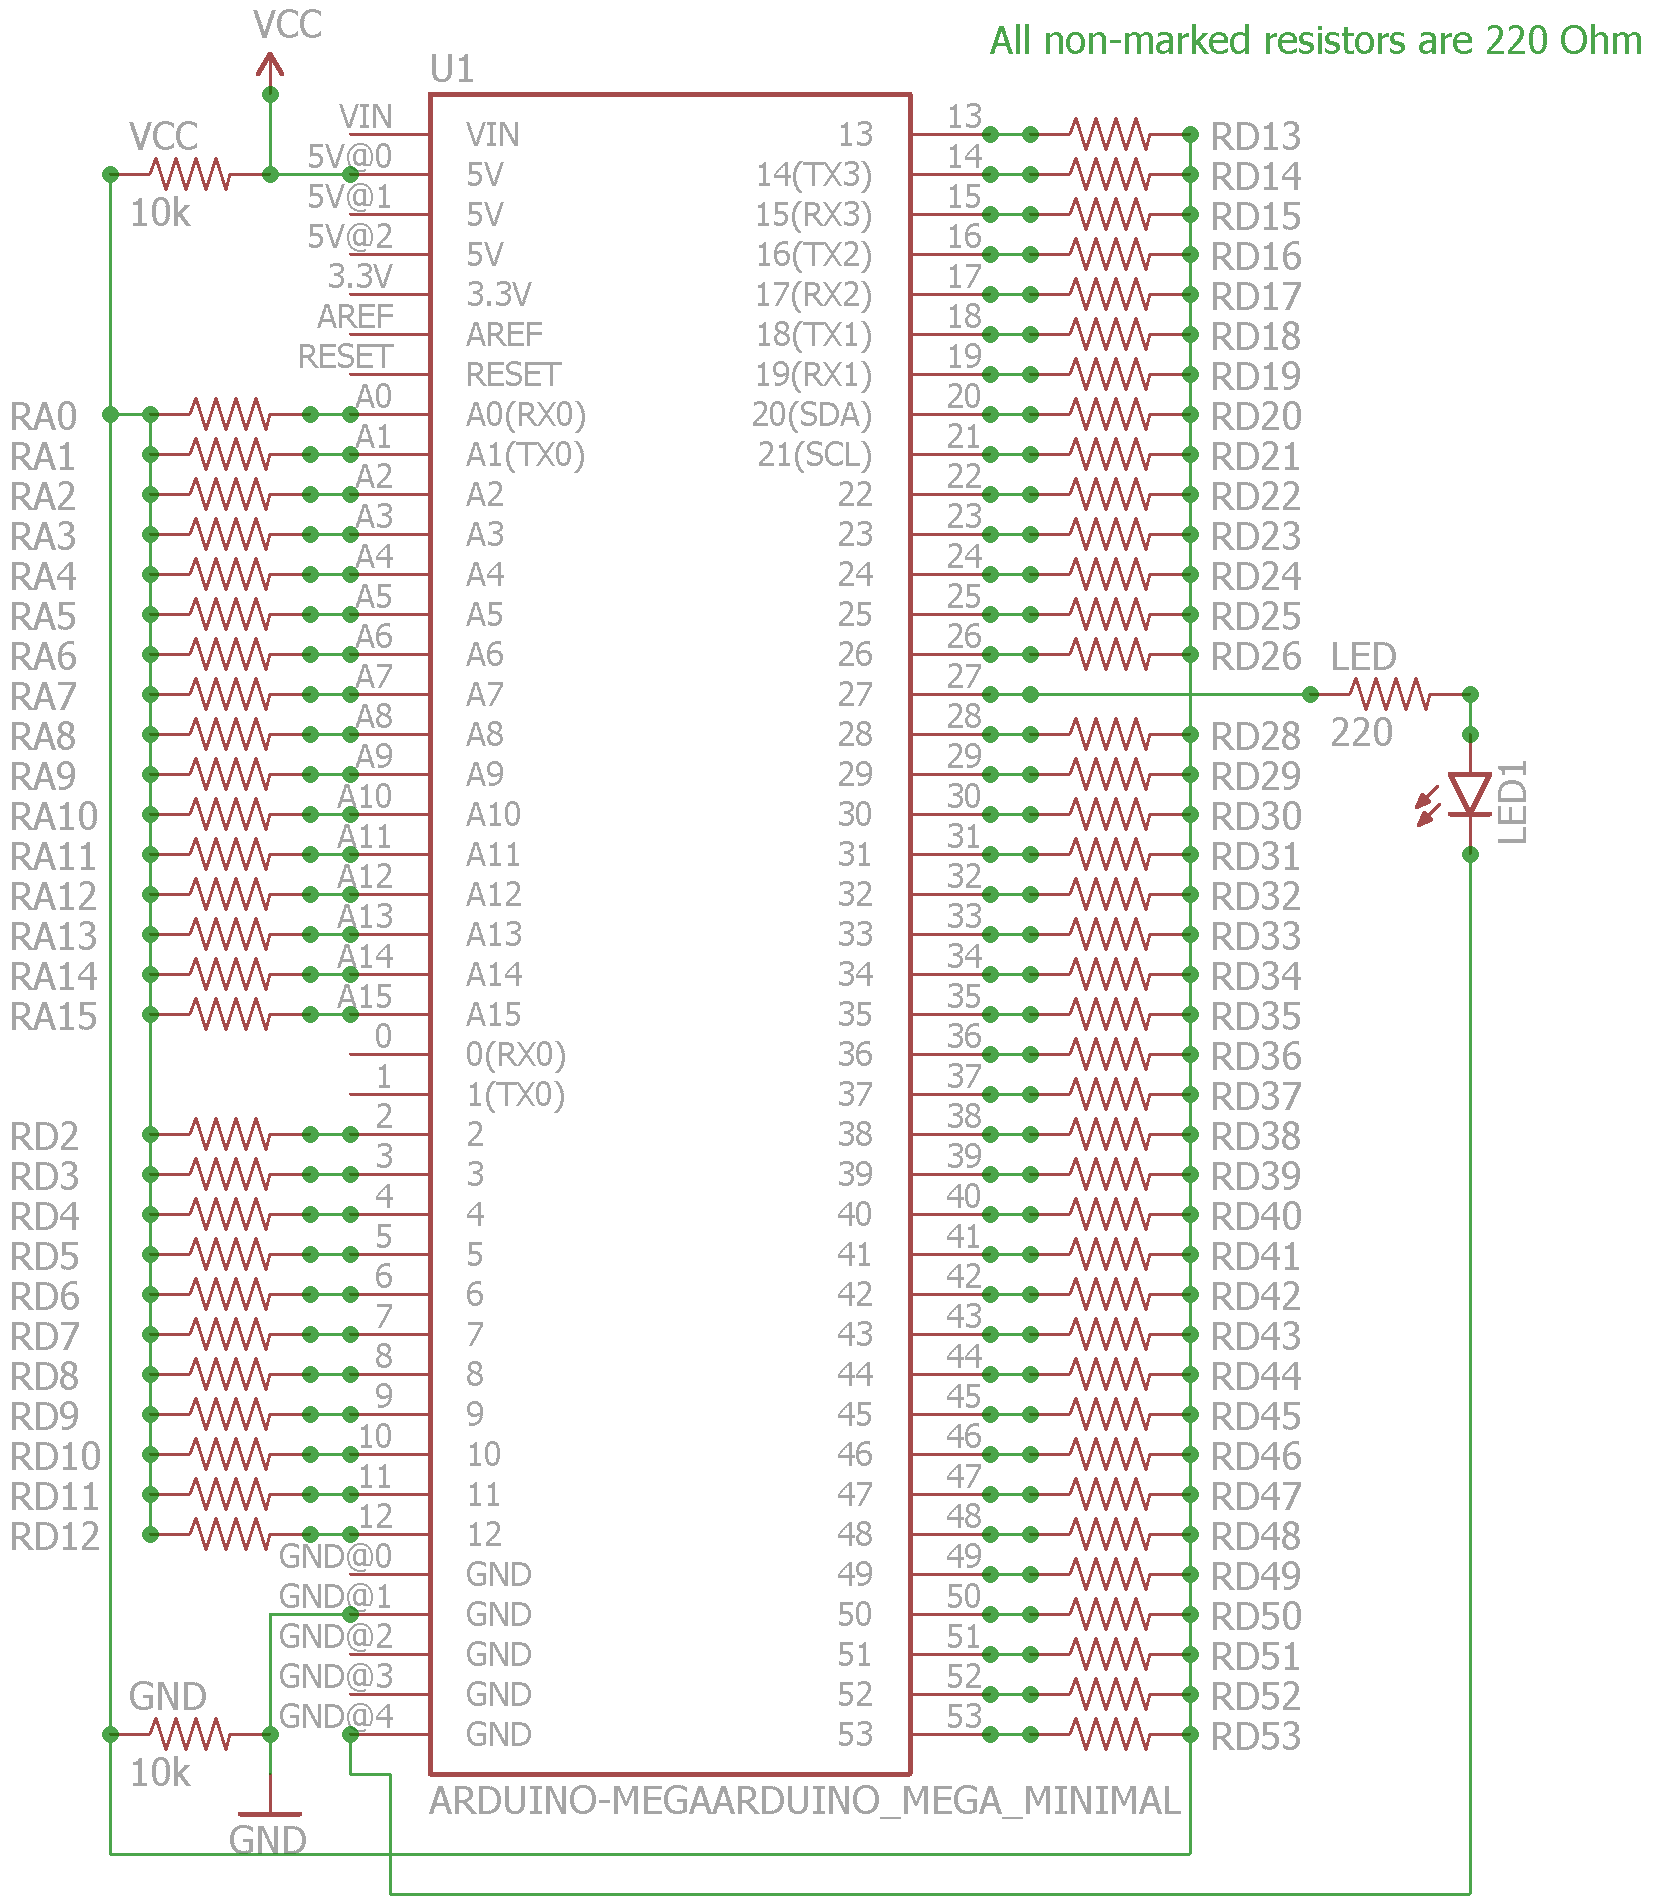 VCC
All non-marked resistors are 220 Ohm
U1
VIN VIN 13 13 RD13
VCC 5V@0 5V 14(TX3) 14 RD14
10k 5V@1 5V 15(RX3) 15 RD15
5V@2 5V 16(TX2) 16 RD16
3.3V 3.3V 17(RX2) 17 RD17
AREF AREF 18(TX1) 18 RD18
RESET RESET 19(RX1) 19 RD19
RA0 A0 A0(RX0) 20(SDA) 20 RD20
RA1 A1 A1(TX0) 21(SCL) 21 RD21
RA2 A2 A2 22 22 RD22
RA3 A3 A3 23 23 RD23
RA4 A4 A4 24 24 RD24
RA5 A5 A5 25 25 RD25
RA6 A6 A6 26 26 RD26 LED
RA7 A7 A7 27 27
RA8 A8 A8 28 28 RD28 220
RA9 A9 A9 29 29 RD29
RA10 A10 A10 30 30 RD30 LED1
RA11 A11 A11 31 31 RD31
RA12 A12 A12 32 32 RD32
RA13 A13 A13 33 33 RD33
RA14 A14 A14 34 34 RD34
RA15 A15 A15 35 35 RD35
0 0(RX0) 36 36 RD36
1 1(TX0) 37 37 RD37
RD2 2 2 38 38 RD38
RD3 3 3 39 39 RD39
RD4 4 4 40 40 RD40
RD5 5 5 41 41 RD41
RD6 6 6 42 42 RD42
RD7 7 7 43 43 RD43
RD8 8 8 44 44 RD44
RD9 9 9 45 45 RD45
RD10 10 10 46 46 RD46
RD11 11 11 47 47 RD47
RD12 12 12 48 48 RD48
GND@0 GND 49 49 RD49
GND@1 GND 50 50 RD50
GND@2 GND 51 51 RD51
GND GND@3 GND 52 52 RD52
GND@4 GND 53 53 RD53
10k
ARDUINO-MEGAARDUINO_MEGA_MINIMAL
GND